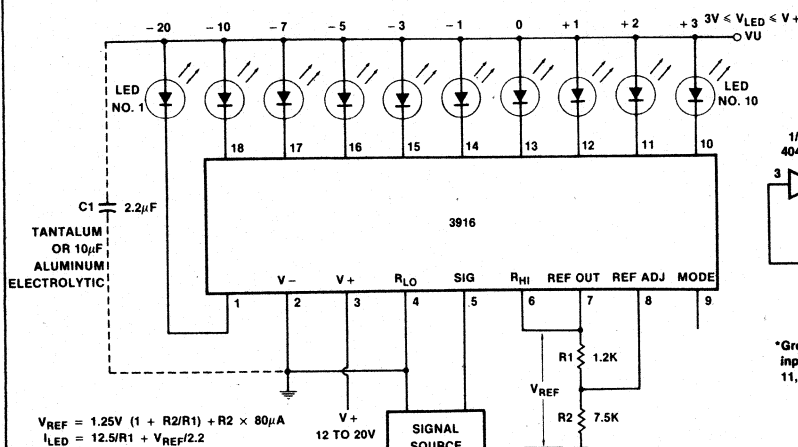 −20 −10 −7 −5 −3 −1 0 +1 +2 +3 3V ≤ VLED ≤ V+
VU
LED
NO. 1
LED
NO. 10
18 17 16 15 14 13 12 11 10
3
C1 2.2μF
TANTALUM
OR 10μF
ALUMINUM
ELECTROLYTIC
3916
V− V+ RLO SIG RHI REF OUT REF ADJ MODE
1 2 3 4 5 6 7 8 9
R1 1.2K
VREF
R2 7.5K
VREF = 1.25V (1 + R2/R1) + R2 × 80μA
ILED = 12.5/R1 + VREF/2.2
V+
12 TO 20V
SIGNAL
SOURCE
11,